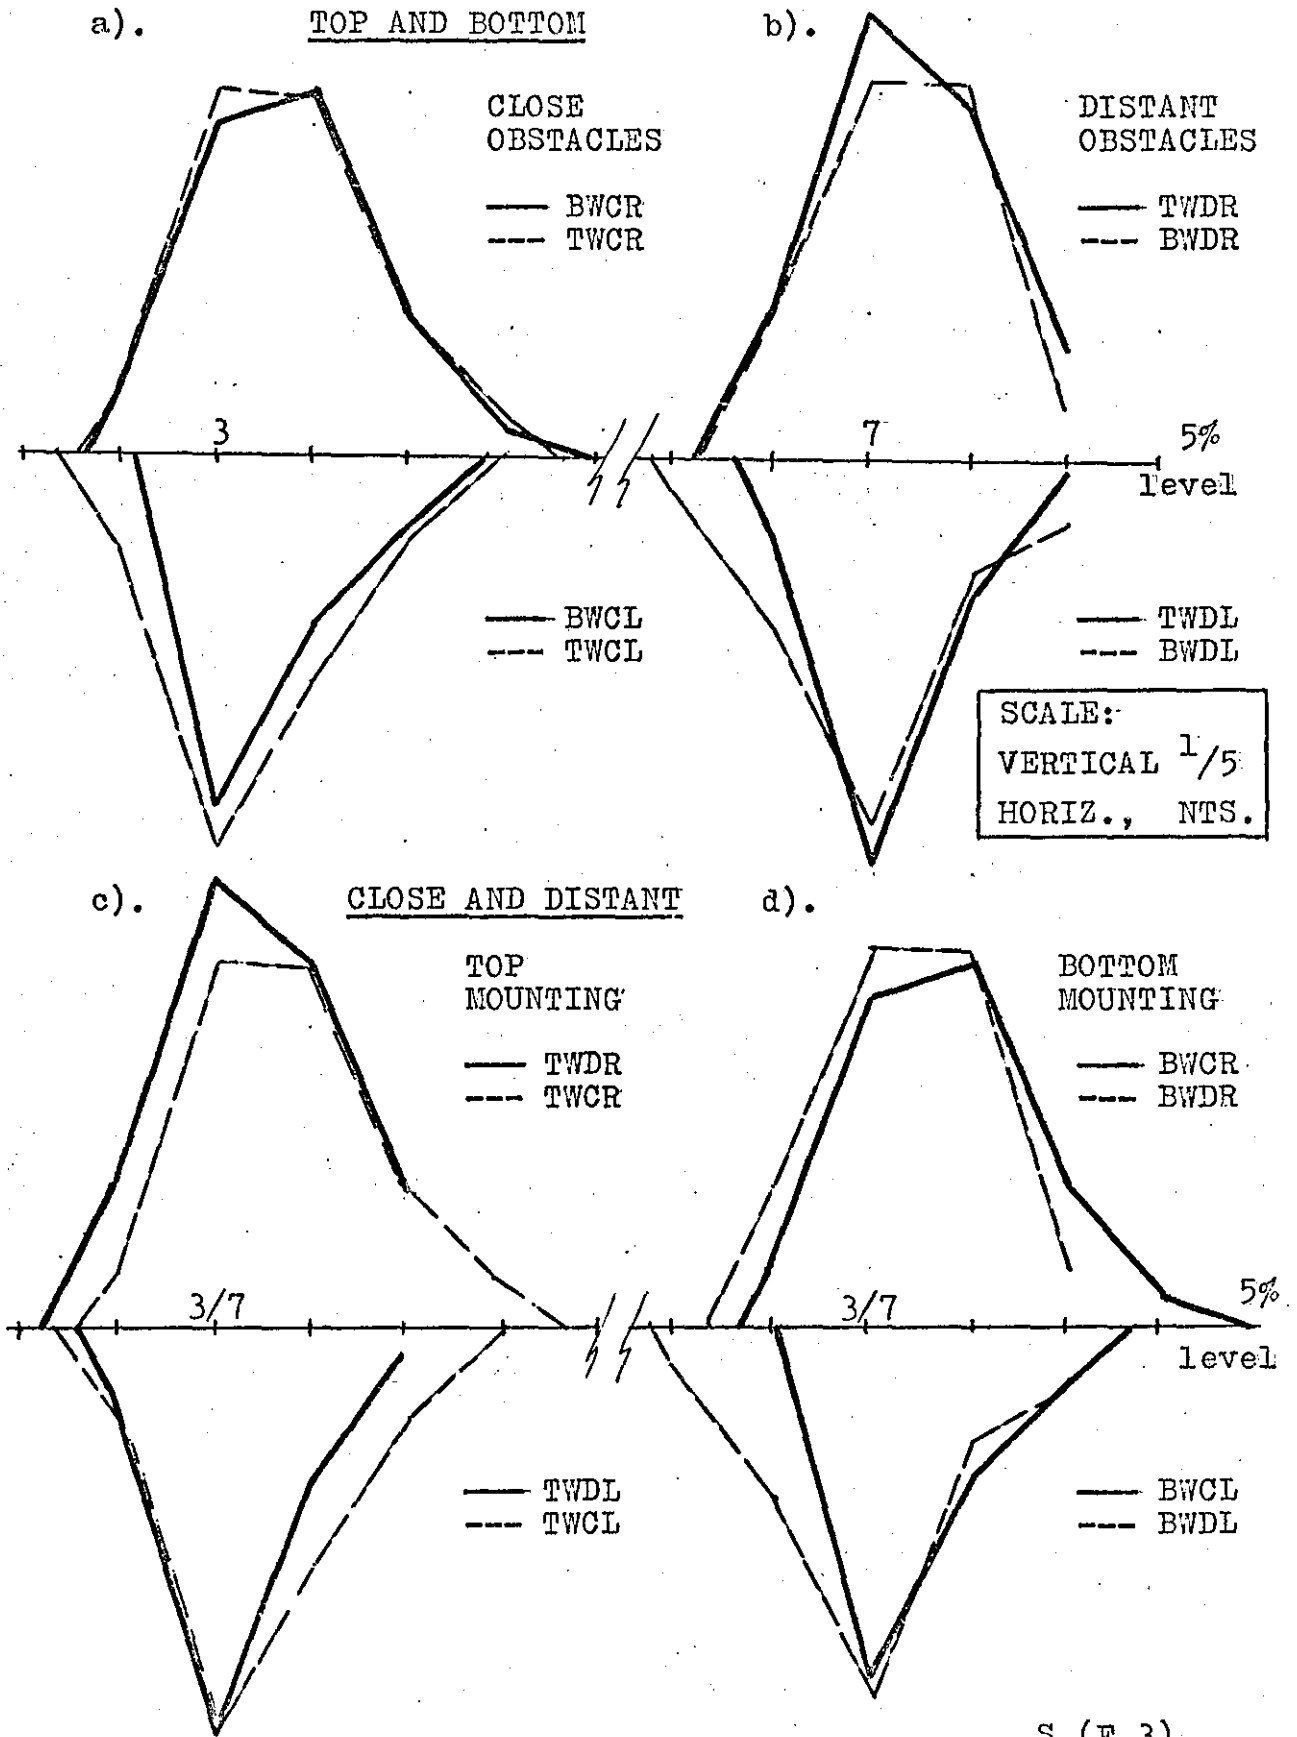 a).
TOP AND BOTTOM
b).
CLOSE
OBSTACLES
BWCR
TWCR
DISTANT
OBSTACLES
TWDR
BWDR
3
7
5%
level
BWCL
TWCL
TWDL
BWDL
SCALE:
VERTICAL 1/5
HORIZ., NTS.
c).
CLOSE AND DISTANT
d).
TOP
MOUNTING
TWDR
TWCR
BOTTOM
MOUNTING
BWCR
BWDR
3/7
3/7
5%
level
TWDL
TWCL
BWCL
BWDL
S (E 3)